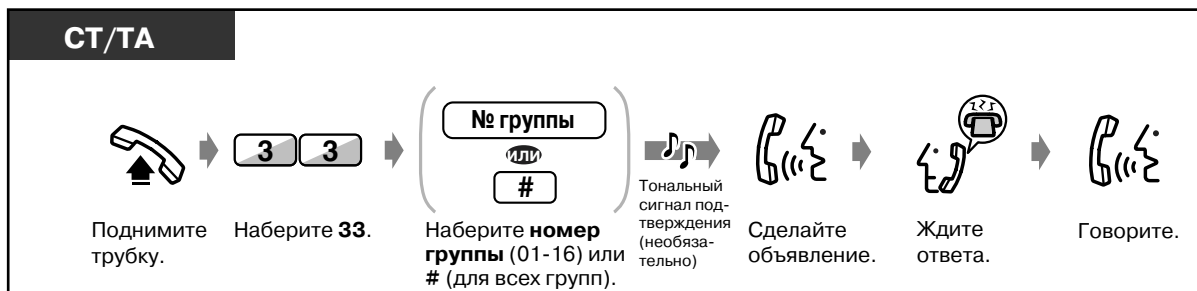 СТ/ТА
3 3
№ группы
или
#
Поднимите
трубку.
Наберите 33.
Наберите номер
группы (01-16) или
# (для всех групп).
Тональный
сигнал под-
тверждения
(необяза-
тельно)
Сделайте
объявление.
Ждите
ответа.
Говорите.